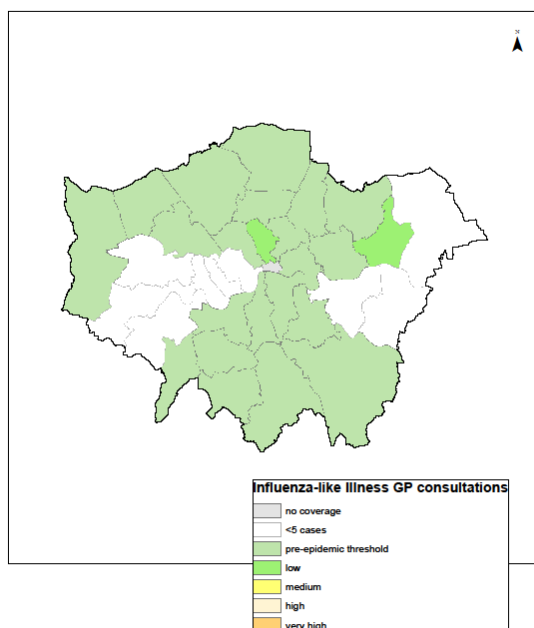 N
Influenza-like Illness GP consultations
no coverage
<5 cases
pre-epidemic threshold
low
medium
high
very high